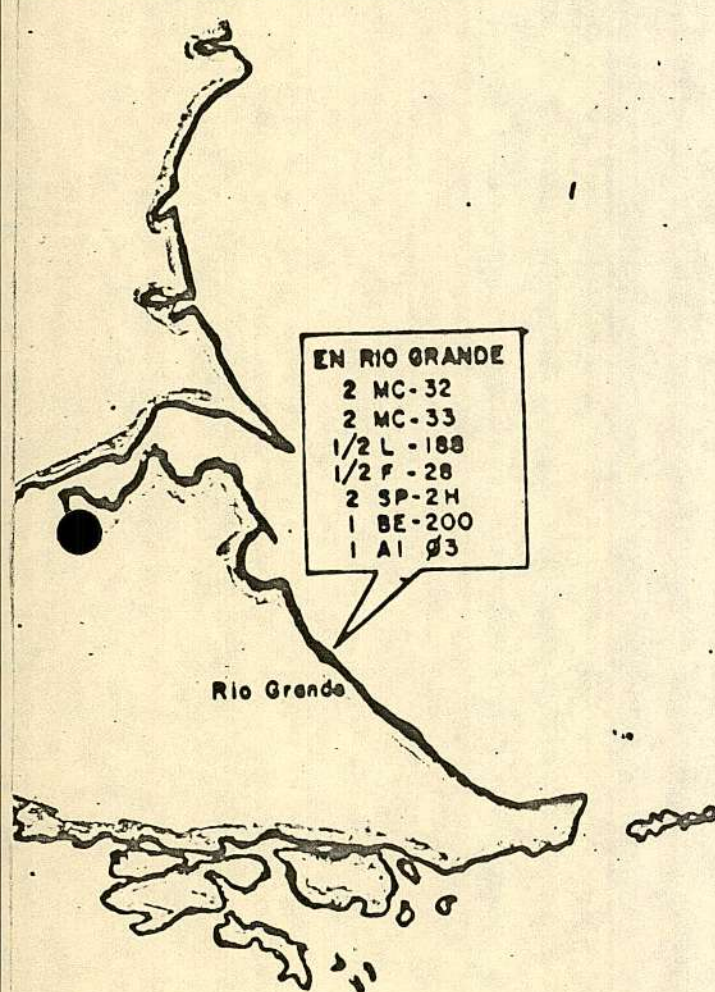 EN RIO GRANDE
2 MC-32
2 MC-33
1/2 L-188
1/2 F-28
2 SP-2H
1 BE-200
1 AI Ø3
Rio Grande